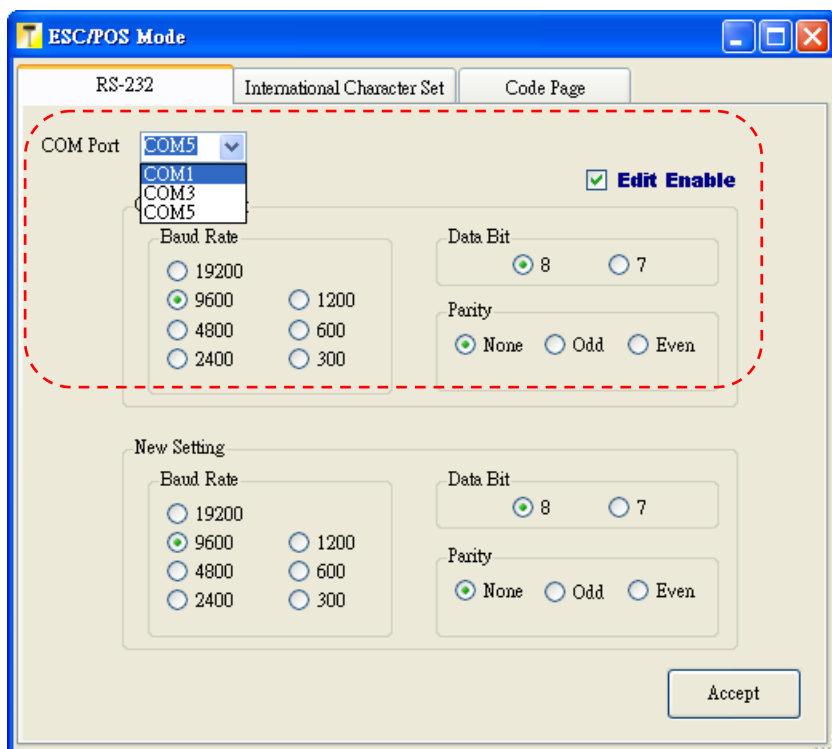 ESC/POS Mode
RS-232 International Character Set Code Page
COM Port COM5
COM1
COM3
COM5
Edit Enable
Baud Rate
19200
9600 1200
4800 600
2400 300
Data Bit
8 7
Parity
None Odd Even
New Setting
Baud Rate
19200
9600 1200
4800 600
2400 300
Data Bit
8 7
Parity
None Odd Even
Accept